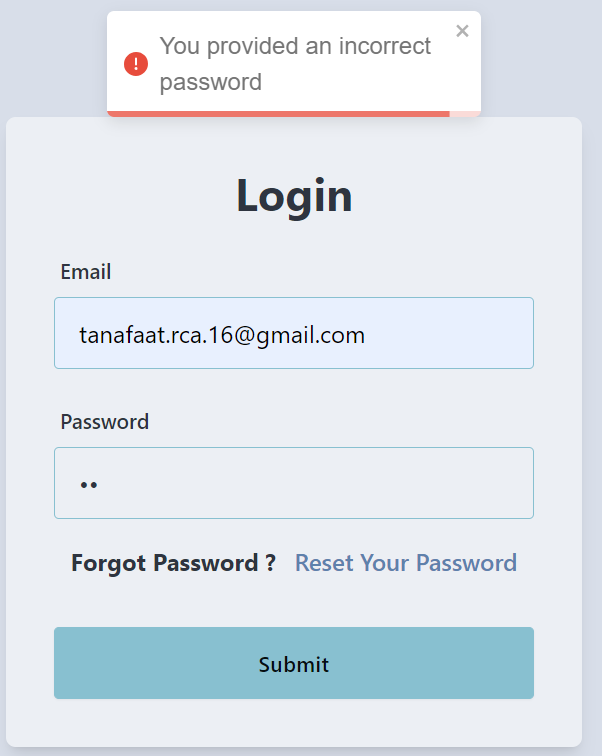 You provided an incorrect
password
Login
Email
tanafaat.rca.16@gmail.com
Password
••
Forgot Password ? Reset Your Password
Submit